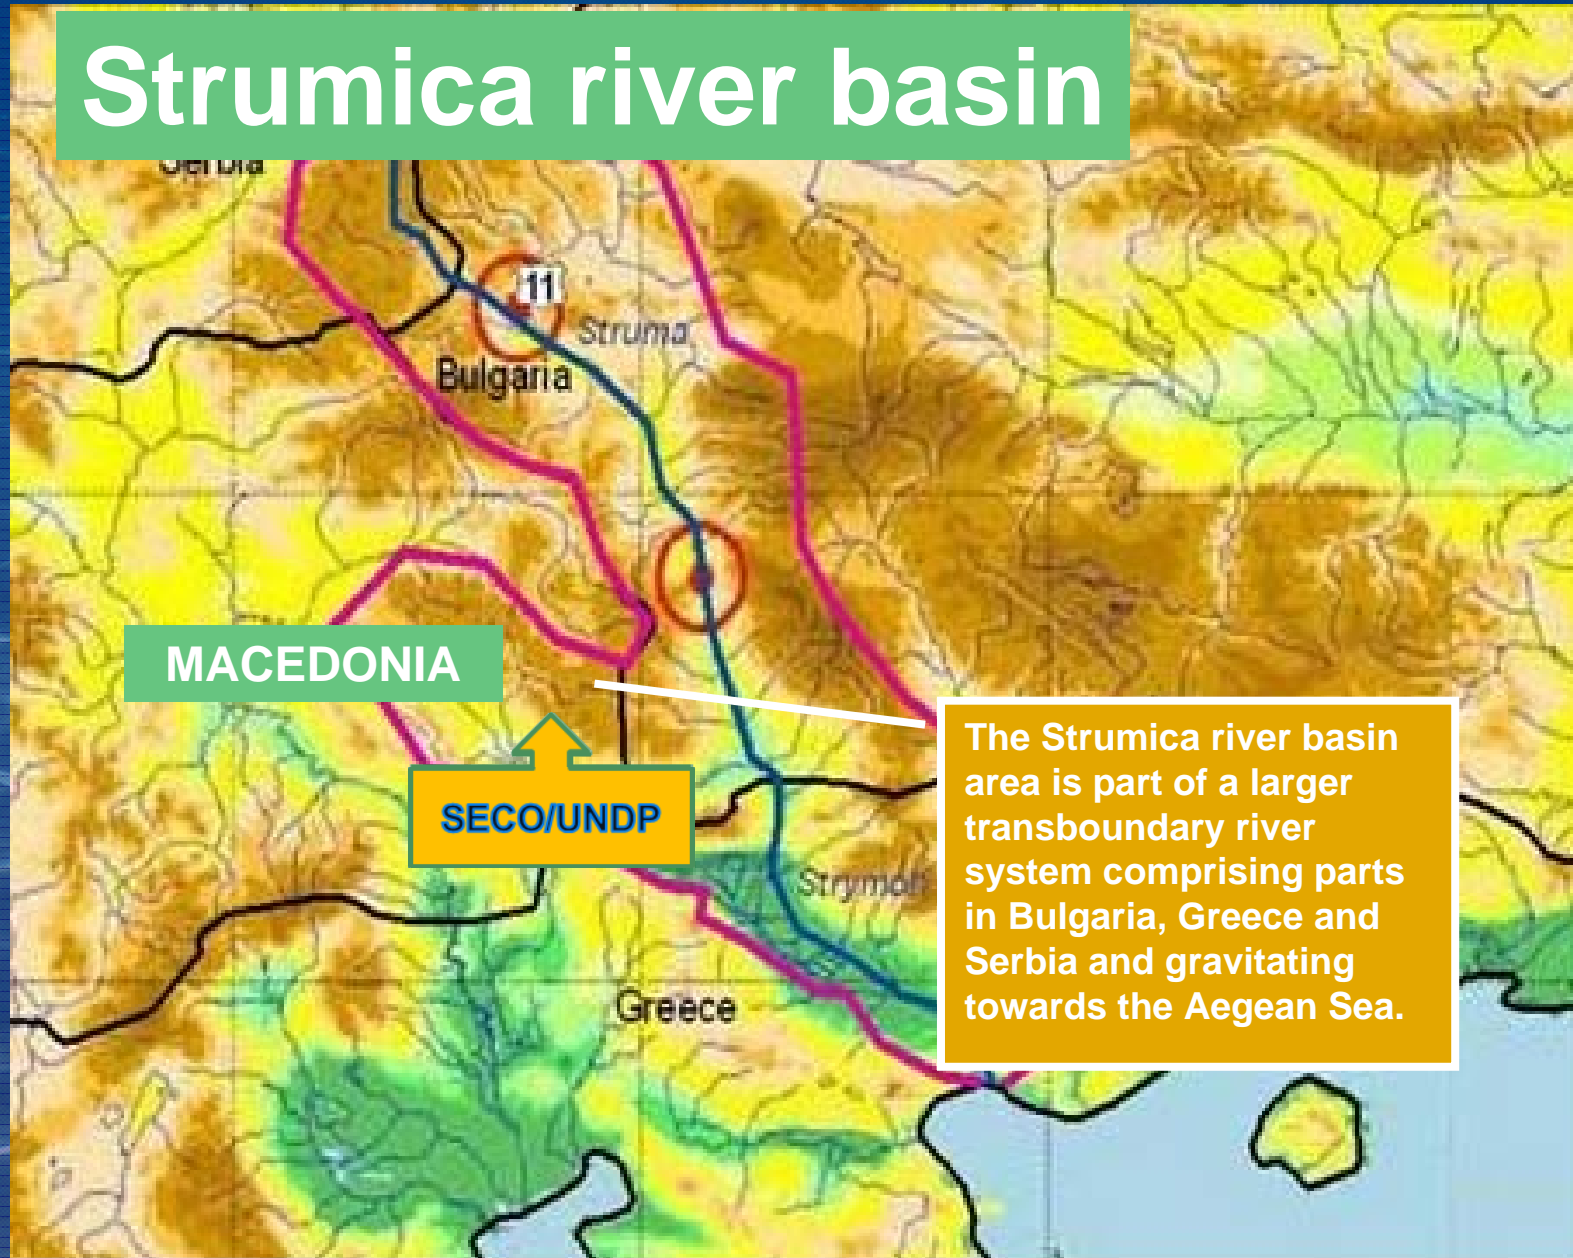 Strumica river basin
Serbia
11
Struma
Bulgaria
MACEDONIA
SECO/UNDP
The Strumica river basin
area is part of a larger
transboundary river
system comprising parts
in Bulgaria, Greece and
Serbia and gravitating
towards the Aegean Sea.
Strymon
Greece